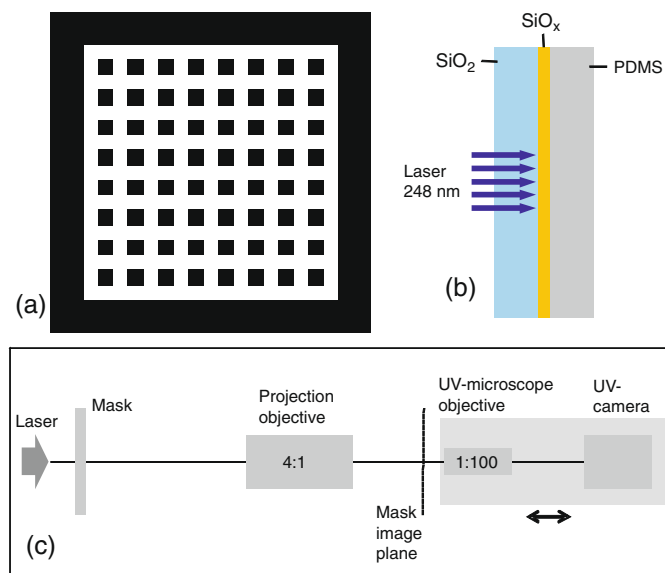 (a)
SiOx
SiO2
PDMS
Laser
248 nm
(b)
Laser
Mask
Projection
objective
4:1
UV-microscope
objective
1:100
UV-
camera
Mask
image
plane
(c)